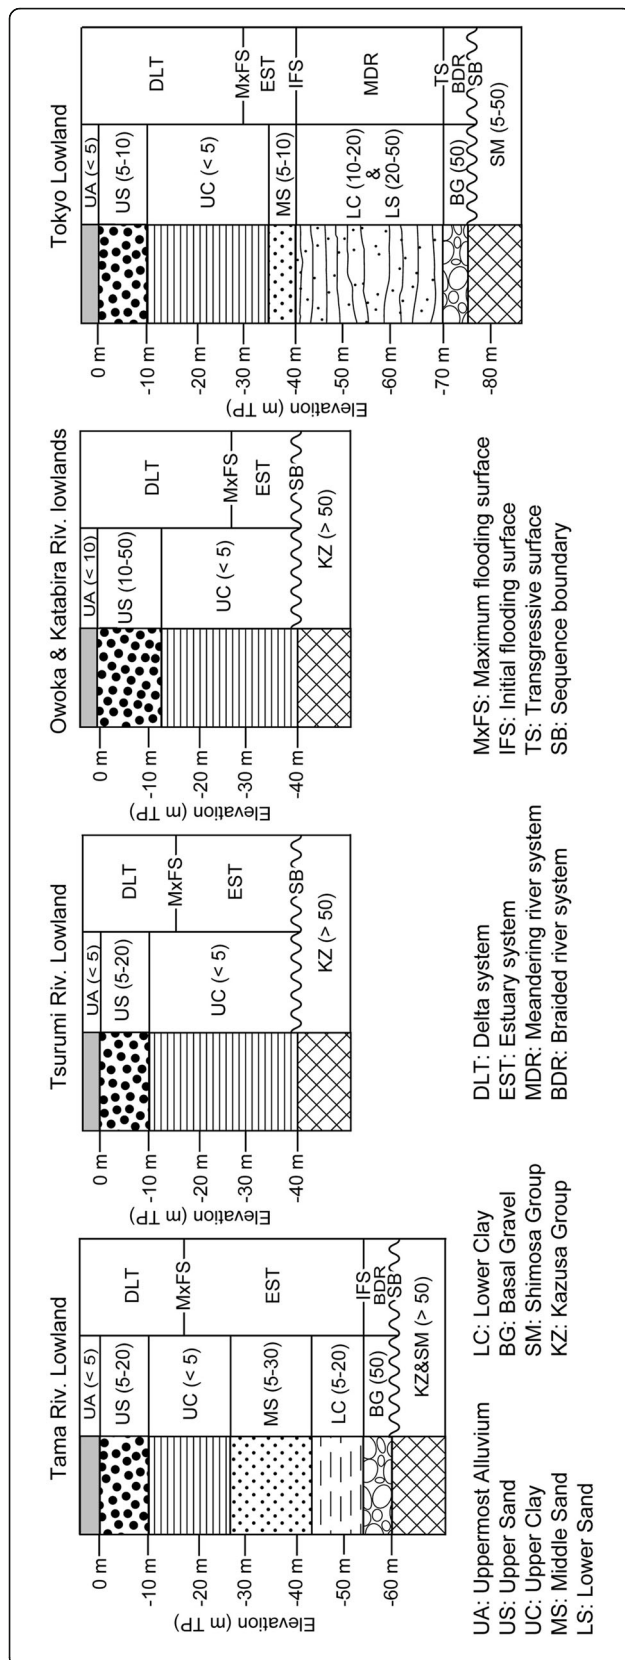 Tama Riv. Lowland
0 m
-10 m
-20 m
-30 m
-40 m
-50 m
-60 m
Elevation (m TP)
UA (< 5)
US (5-20)
UC (< 5)
MS (5-30)
LC (5-20)
BG (50)
KZ&SM (> 50)
DLT
MxFS
EST
IFS
BDR
SB
Tsurumi Riv. Lowland
0 m
-10 m
-20 m
-30 m
-40 m
Elevation (m TP)
UA (< 5)
US (5-20)
UC (< 5)
KZ (> 50)
DLT
MxFS
EST
SB
Owoka & Katabira Riv. lowlands
0 m
-10 m
-20 m
-30 m
-40 m
Elevation (m TP)
UA (< 10)
US (10-50)
UC (< 5)
KZ (> 50)
DLT
MxFS
EST
SB
Tokyo Lowland
0 m
-10 m
-20 m
-30 m
-40 m
-50 m
-60 m
-70 m
-80 m
Elevation (m TP)
UA (< 5)
US (5-10)
UC (< 5)
MS (5-10)
LC (10-20)
&
LS (20-50)
BG (50)
SM (5-50)
DLT
MxFS
EST
IFS
MDR
TS
BDR
SB
UA: Uppermost Alluvium
US: Upper Sand
UC: Upper Clay
MS: Middle Sand
LS: Lower Sand
LC: Lower Clay
BG: Basal Gravel
SM: Shimosa Group
KZ: Kazusa Group
DLT: Delta system
EST: Estuary system
MDR: Meandering river system
BDR: Braided river system
MxFS: Maximum flooding surface
IFS: Initial flooding surface
TS: Transgressive surface
SB: Sequence boundary